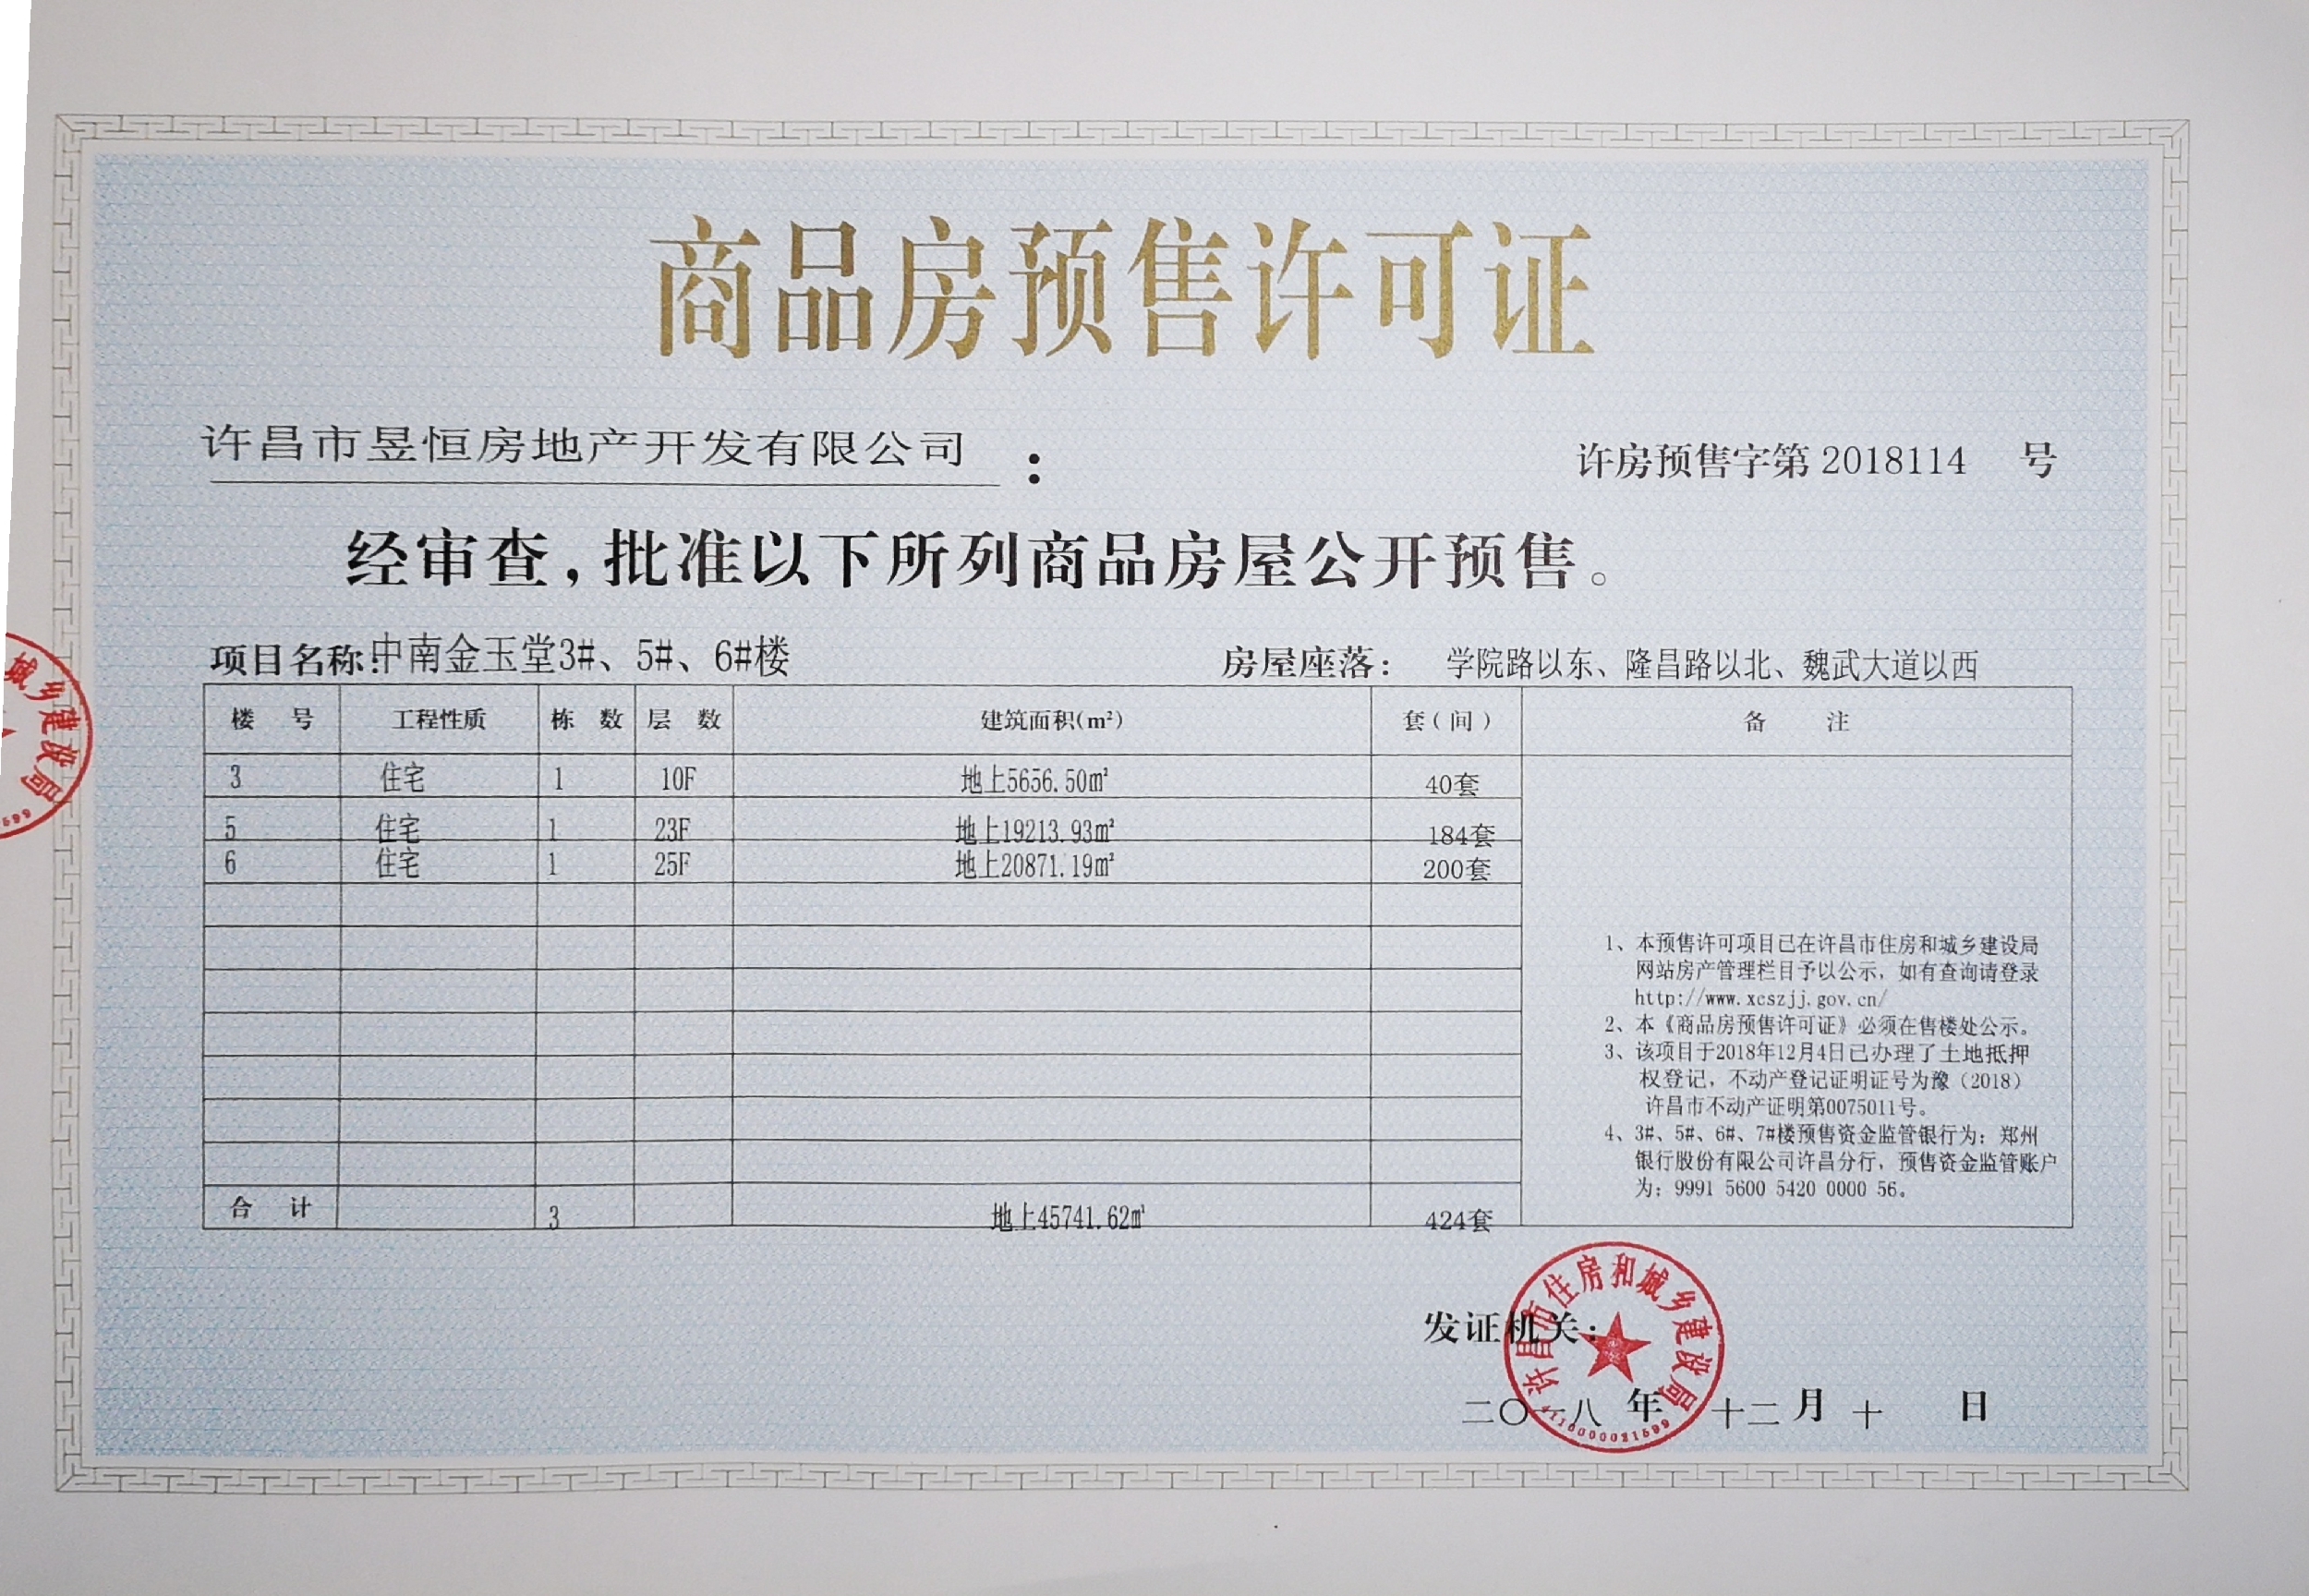 商品房预售许可证
许昌市昱恒房地产开发有限公司 :
许房预售字第 2018114 号
经审查,批准以下所列商品房屋公开预售。
项目名称:中南金玉堂3#、5#、6#楼
房屋座落: 学院路以东、隆昌路以北、魏武大道以西
楼 号 工程性质 栋 数 层 数 建筑面积(m²) 套(间) 备 注
3 住宅 1 10F 地上5656.50㎡ 40套
5 住宅 1 23F 地上19213.93㎡ 184套
6 住宅 1 25F 地上20871.19㎡ 200套
1、本预售许可项目已在许昌市住房和城乡建设局
网站房产管理栏目予以公示,如有查询请登录
http://www.xcszjj.gov.cn/
2、本《商品房预售许可证》必须在售楼处公示。
3、该项目于2018年12月4日已办理了土地抵押
权登记,不动产登记证明证号为豫(2018)
许昌市不动产证明第0075011号。
4、3#、5#、6#、7#楼预售资金监管银行为:郑州
银行股份有限公司许昌分行,预售资金监管账户
为:9991 5600 5420 0000 56。
合 计 3 地上45741.62㎡ 424套
发证机关:
许昌市住房和城乡建设局
二〇一八 年 十二 月 十 日
城乡建设局